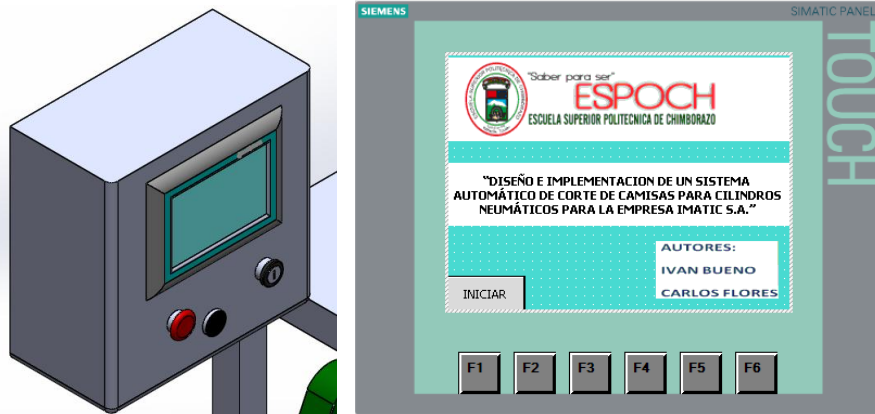 SIEMENS
SIMATIC PANEL
TOUCH
"Saber para ser"
ESPOCH
ESCUELA SUPERIOR POLITECNICA DE CHIMBORAZO
“DISEÑO E IMPLEMENTACION DE UN SISTEMA
AUTOMÁTICO DE CORTE DE CAMISAS PARA CILINDROS
NEUMÁTICOS PARA LA EMPRESA IMATIC S.A.”
AUTORES:
IVAN BUENO
CARLOS FLORES
INICIAR
F1 F2 F3 F4 F5 F6